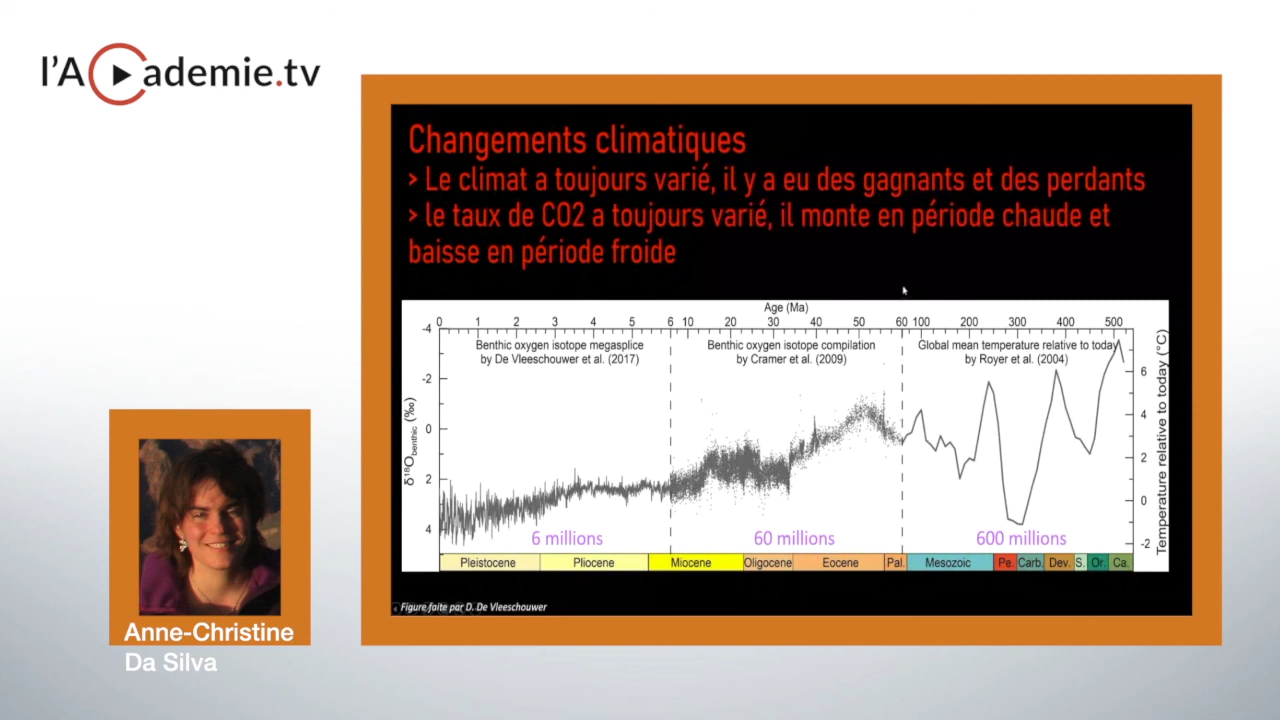 l'Academie.tv
Changements climatiques
> Le climat a toujours varié, il y a eu des gagnants et des perdants
> le taux de CO2 a toujours varié, il monte en période chaude et
baisse en période froide
Age (Ma)
0 1 2 3 4 5 6 10 20 30 40 50 60 100 200 300 400 500
Benthic oxygen isotope megasplice
by De Vleeschouwer et al. (2017)
Benthic oxygen isotope compilation
by Cramer et al. (2009)
Global mean temperature relative to today
by Royer et al. (2004)
-4
-2
0
2
4
δ¹⁸Obenthic (‰)
6
4
2
0
-2
Temperature relative to today (°C)
6 millions
60 millions
600 millions
Pleistocene Pliocene Miocene Oligocene Eocene Pal. Mesozoic Pe. Carb. Dev. S. Or. Ca.
Figure faite par D. De Vleeschouwer
Anne-Christine
Da Silva